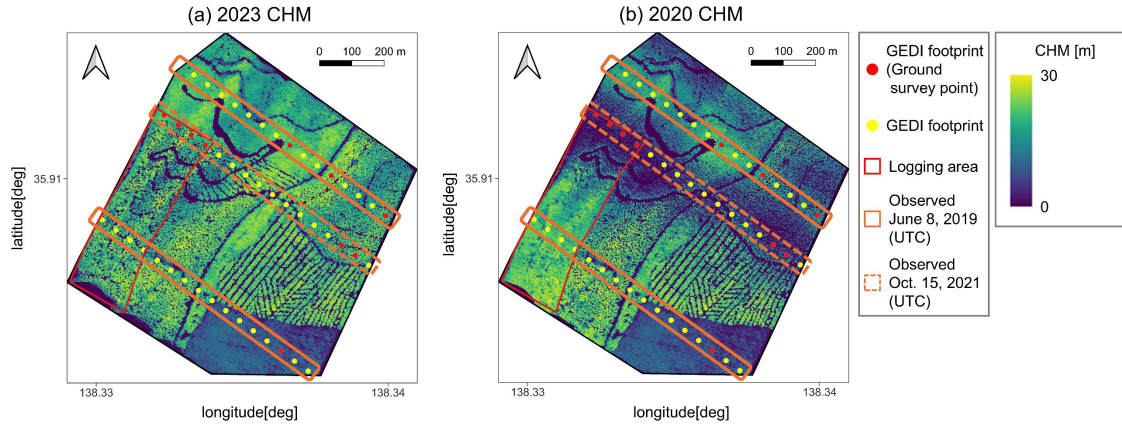 (a) 2023 CHM
0 100 200 m
35.91
latitude[deg]
138.33
138.34
longitude[deg]
(b) 2020 CHM
0 100 200 m
35.91
latitude[deg]
138.33
138.34
longitude[deg]
GEDI footprint
(Ground
survey point)
GEDI footprint
Logging area
Observed
June 8, 2019
(UTC)
Observed
Oct. 15, 2021
(UTC)
CHM [m]
30
0